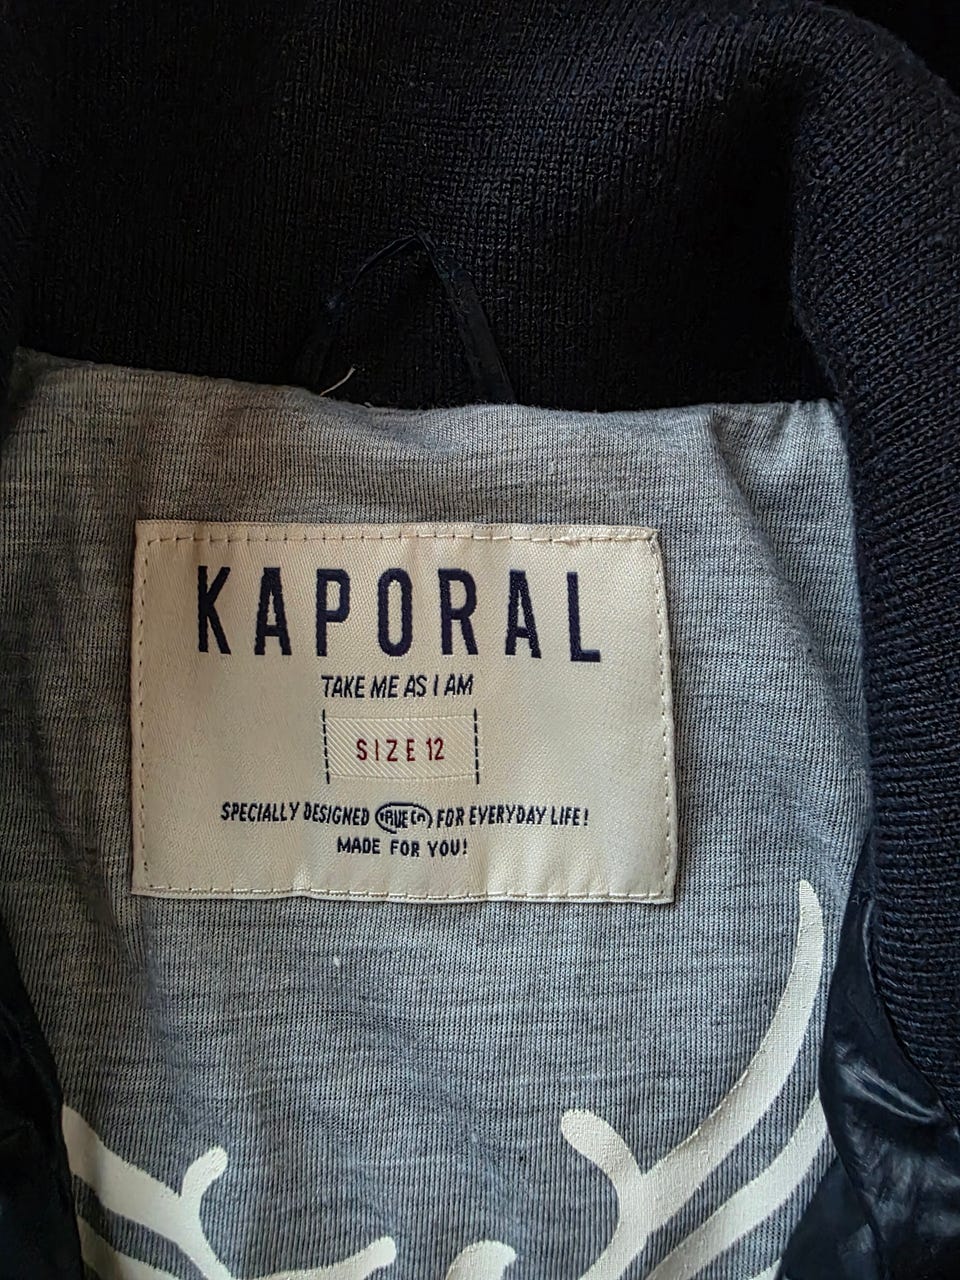 KAPORAL
TAKE ME AS I AM
SIZE 12
SPECIALLY DESIGNED FOR EVERYDAY LIFE!
MADE FOR YOU!